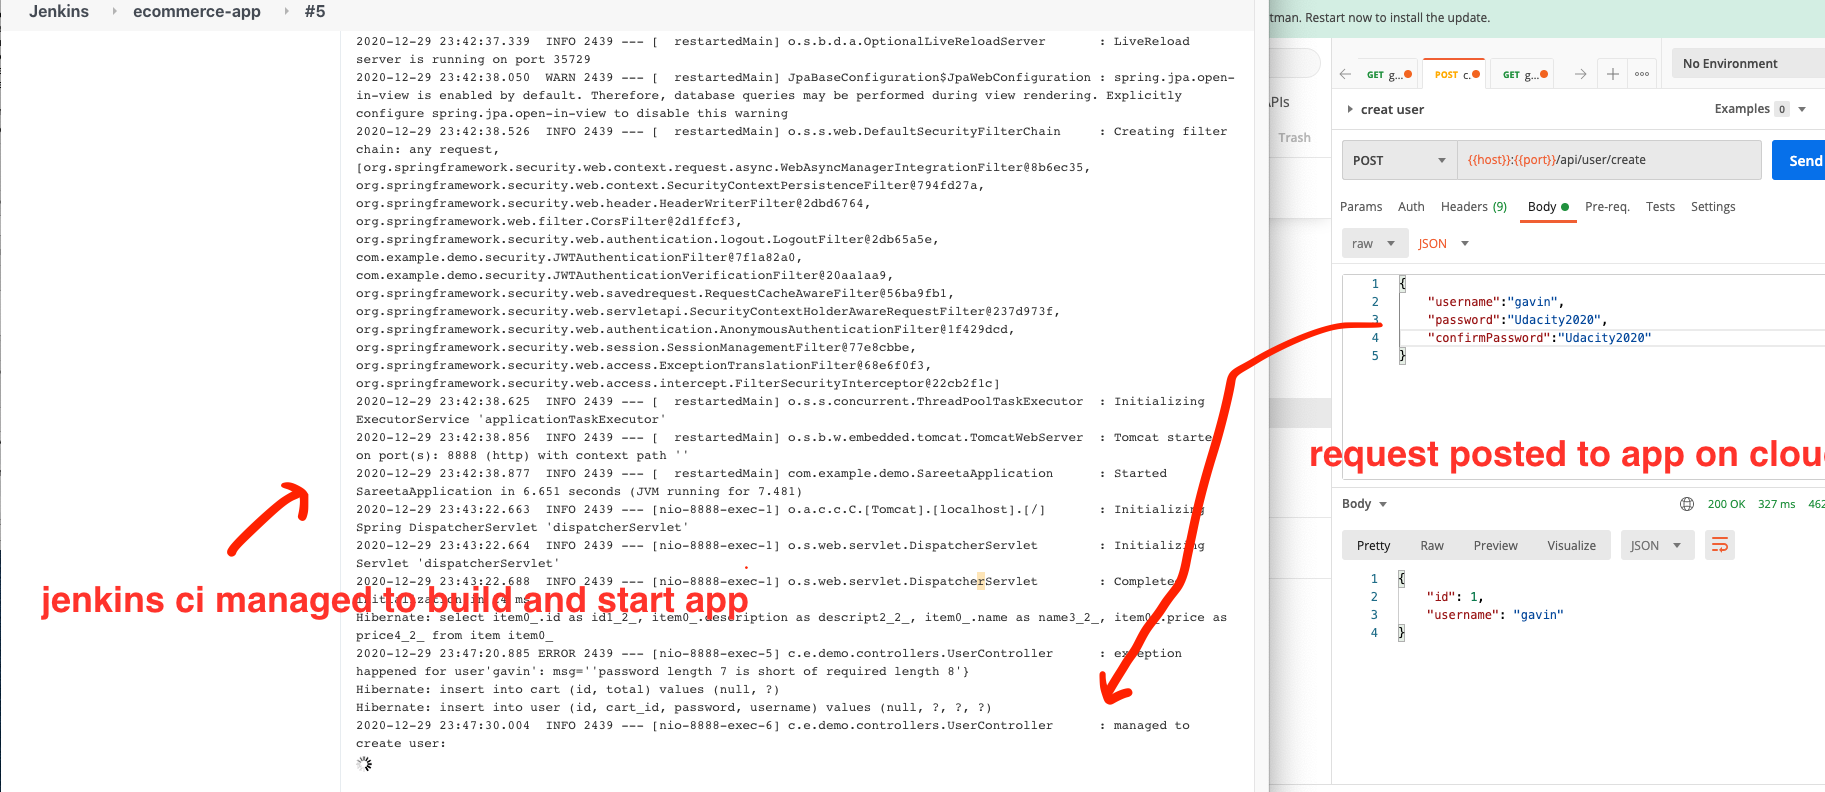 Jenkins
ecommerce-app
#5
2020-12-29 23:42:37.339  INFO 2439 --- [  restartedMain] o.s.b.d.a.OptionalLiveReloadServer       : LiveReload
server is running on port 35729
2020-12-29 23:42:38.050  WARN 2439 --- [  restartedMain] JpaBaseConfiguration$JpaWebConfiguration : spring.jpa.open-
in-view is enabled by default. Therefore, database queries may be performed during view rendering. Explicitly
configure spring.jpa.open-in-view to disable this warning
2020-12-29 23:42:38.526  INFO 2439 --- [  restartedMain] o.s.s.web.DefaultSecurityFilterChain     : Creating filter
chain: any request,
[org.springframework.security.web.context.request.async.WebAsyncManagerIntegrationFilter@8b6ec35,
org.springframework.security.web.context.SecurityContextPersistenceFilter@794fd27a,
org.springframework.security.web.header.HeaderWriterFilter@2dbd6764,
org.springframework.web.filter.CorsFilter@2d1ffcf3,
org.springframework.security.web.authentication.logout.LogoutFilter@2db65a5e,
com.example.demo.security.JWTAuthenticationFilter@7f1a82a0,
com.example.demo.security.JWTAuthenticationVerificationFilter@20aa1aa9,
org.springframework.security.web.savedrequest.RequestCacheAwareFilter@56ba9fb1,
org.springframework.security.web.servletapi.SecurityContextHolderAwareRequestFilter@237d973f,
org.springframework.security.web.authentication.AnonymousAuthenticationFilter@1f429dcd,
org.springframework.security.web.session.SessionManagementFilter@77e8cbbe,
org.springframework.security.web.access.ExceptionTranslationFilter@68e6f0f3,
org.springframework.security.web.access.intercept.FilterSecurityInterceptor@22cb2f1c]
2020-12-29 23:42:38.625  INFO 2439 --- [  restartedMain] o.s.s.concurrent.ThreadPoolTaskExecutor  : Initializing
ExecutorService 'applicationTaskExecutor'
2020-12-29 23:42:38.856  INFO 2439 --- [  restartedMain] o.s.b.w.embedded.tomcat.TomcatWebServer  : Tomcat starte
on port(s): 8888 (http) with context path ''
2020-12-29 23:42:38.877  INFO 2439 --- [  restartedMain] com.example.demo.SareetaApplication      : Started
SareetaApplication in 6.651 seconds (JVM running for 7.481)
2020-12-29 23:43:22.663  INFO 2439 --- [nio-8888-exec-1] o.a.c.c.C.[Tomcat].[localhost].[/]       : Initializing
Spring DispatcherServlet 'dispatcherServlet'
2020-12-29 23:43:22.664  INFO 2439 --- [nio-8888-exec-1] o.s.web.servlet.DispatcherServlet        : Initializing
Servlet 'dispatcherServlet'
2020-12-29 23:43:22.688  INFO 2439 --- [nio-8888-exec-1] o.s.web.servlet.DispatcherServlet        : Complete
jenkins ci managed to build and start app
Hibernate: select item0_.id as id1_2_, item0_.description as descript2_2_, item0_.name as name3_2_, item0_.price as
price4_2_ from item item0_
2020-12-29 23:47:20.885 ERROR 2439 --- [nio-8888-exec-5] c.e.demo.controllers.UserController      : exception
happened for user'gavin': msg=''password length 7 is short of required length 8'}
Hibernate: insert into cart (id, total) values (null, ?)
Hibernate: insert into user (id, cart_id, password, username) values (null, ?, ?, ?)
2020-12-29 23:47:30.004  INFO 2439 --- [nio-8888-exec-6] c.e.demo.controllers.UserController      : managed to
create user:
tman. Restart now to install the update.
GET g... POST c. GET g...
No Environment
PIs
Trash
creat user
Examples 0
POST {{host}}:{{port}}/api/user/create Send
Params Auth Headers (9) Body Pre-req. Tests Settings
raw JSON
1 {
2 "username":"gavin",
3 "password":"Udacity2020",
4 "confirmPassword":"Udacity2020"
5 }
request posted to app on clou
Body 200 OK 327 ms 462
Pretty Raw Preview Visualize JSON
1 {
2 "id": 1,
3 "username": "gavin"
4 }